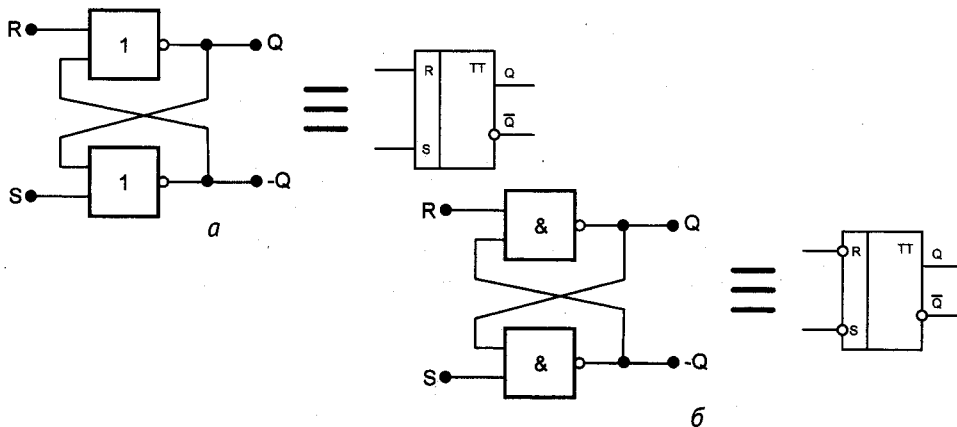 R 1 Q
R TT Q
Q̅
S
S 1 -Q
а
R & Q
R TT Q
Q̅
S
S & -Q
б